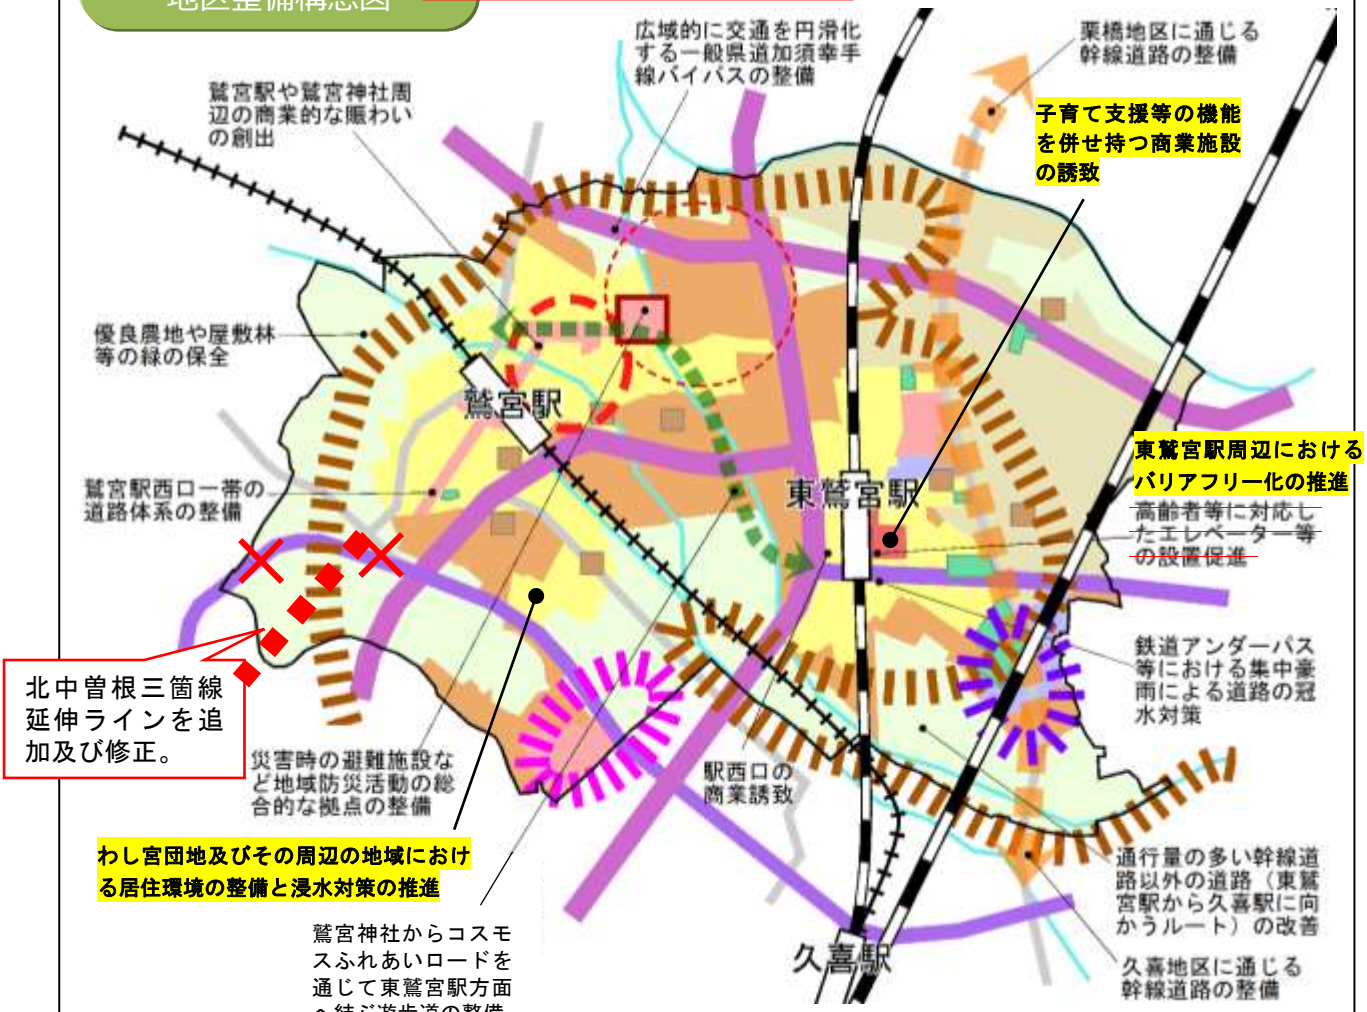 地区整備構想図
広域的に交通を円滑化
する一般県道加須幸手
線バイパスの整備
栗橋地区に通じる
幹線道路の整備
鷲宮駅や鷲宮神社周
辺の商業的な賑わい
の創出
子育て支援等の機能
を併せ持つ商業施設
の誘致
優良農地や屋敷林
等の緑の保全
鷲宮駅
東鷲宮駅周辺における
バリアフリー化の推進
鷲宮駅西口一帯の
道路体系の整備
東鷲宮駅
高齢者等に対応し
たエレベーター等
の設置促進
北中曽根三箇線
延伸ラインを追
加及び修正。
鉄道アンダーパス
等における集中豪
雨による道路の冠
水対策
災害時の避難施設な
ど地域防災活動の総
合的な拠点の整備
駅西口の
商業誘致
わし宮団地及びその周辺の地域におけ
る居住環境の整備と浸水対策の推進
通行量の多い幹線道
路以外の道路（東鷲
宮駅から久喜駅に向
かうルート）の改善
鷲宮神社からコスモ
スふれあいロードを
通じて東鷲宮駅方面
へ結ぶ遊歩道の整備
久喜駅
久喜地区に通じる
幹線道路の整備